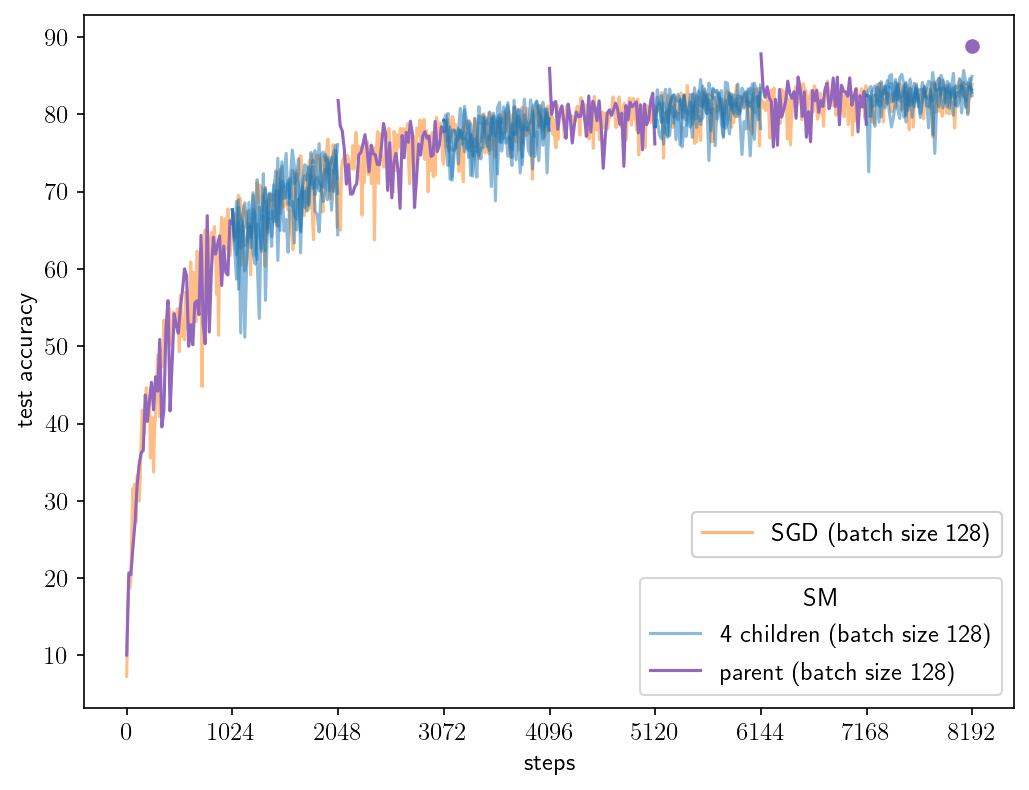 90
80
70
60
50
40
30
20
10
test accuracy
SGD (batch size 128)
SM
4 children (batch size 128)
parent (batch size 128)
0 1024 2048 3072 4096 5120 6144 7168 8192
steps